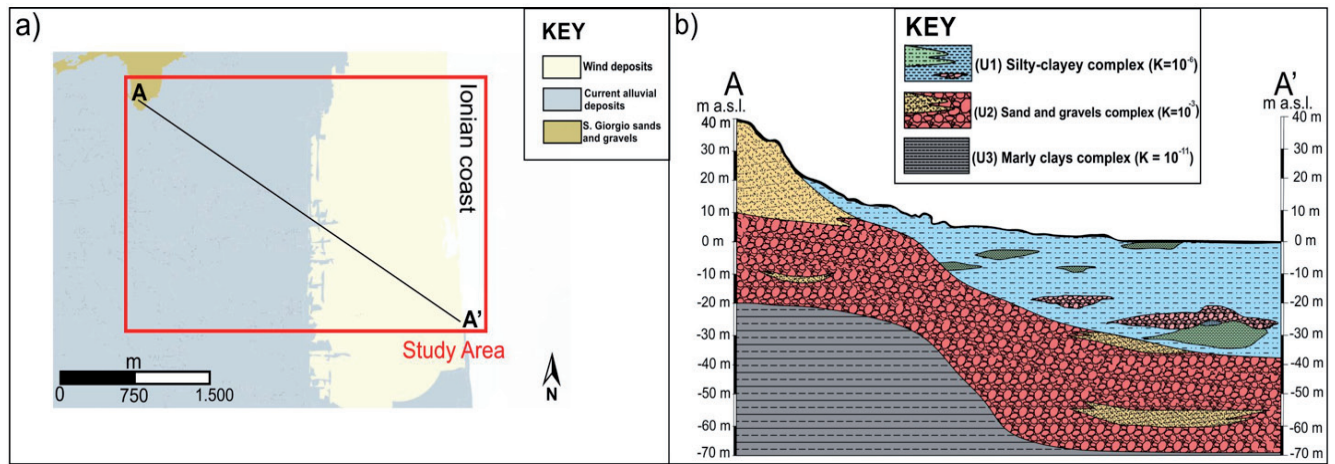 a)
KEY
Wind deposits
Current alluvial
deposits
S. Giorgio sands
and gravels
A
Ionian coast
A'
Study Area
m
0 750 1.500
N
b)
KEY
(U1) Silty-clayey complex (K=10⁻⁶)
(U2) Sand and gravels complex (K=10⁻³)
(U3) Marly clays complex (K = 10⁻¹¹)
A
m a.s.l.
40 m
30 m
20 m
10 m
0 m
-10 m
-20 m
-30 m
-40 m
-50 m
-60 m
-70 m
A'
m a.s.l.
40 m
30 m
20 m
10 m
0 m
-10 m
-20 m
-30 m
-40 m
-50 m
-60 m
-70 m